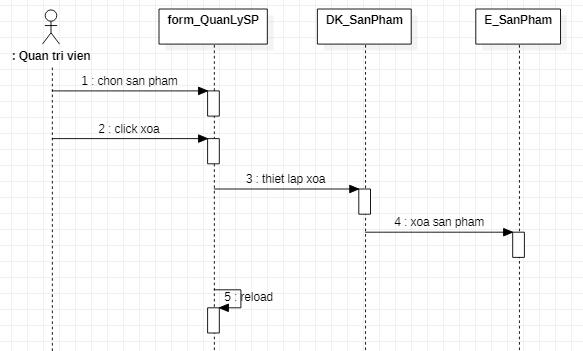 form_QuanLySP
DK_SanPham
E_SanPham
: Quan tri vien
1 : chon san pham
2 : click xoa
3 : thiet lap xoa
4 : xoa san pham
5 : reload